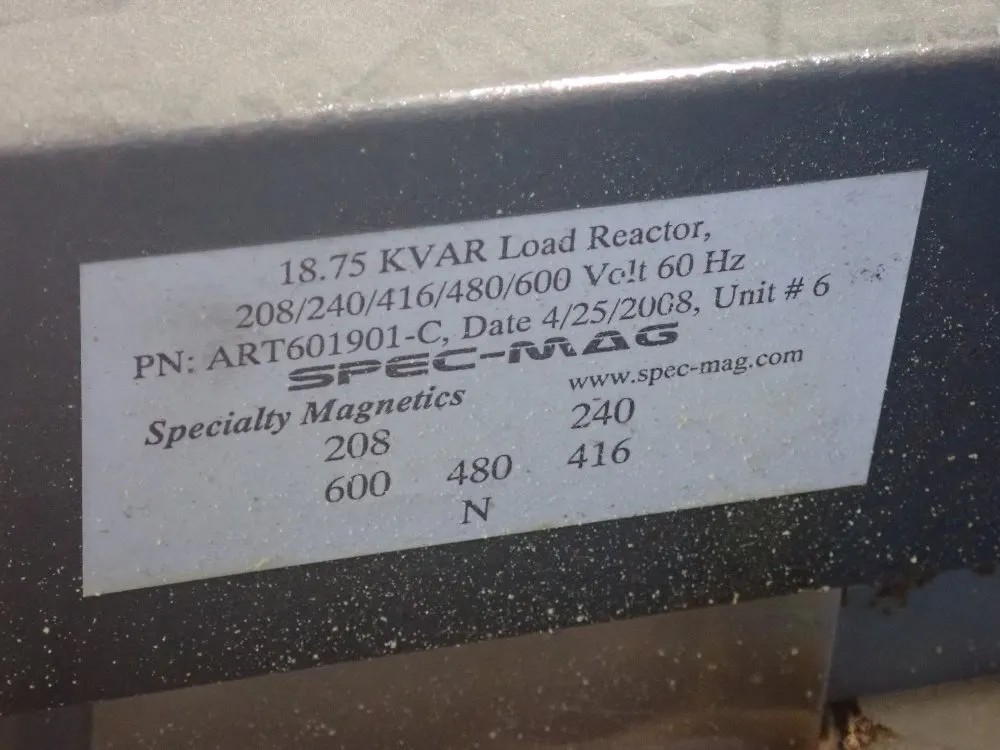 18.75 KVAR Load Reactor,
208/240/416/480/600 Volt 60 Hz
PN: ART601901-C, Date 4/25/2008, Unit # 6
SPEC-MAG
Specialty Magnetics www.spec-mag.com
208 240
600 480 416
N